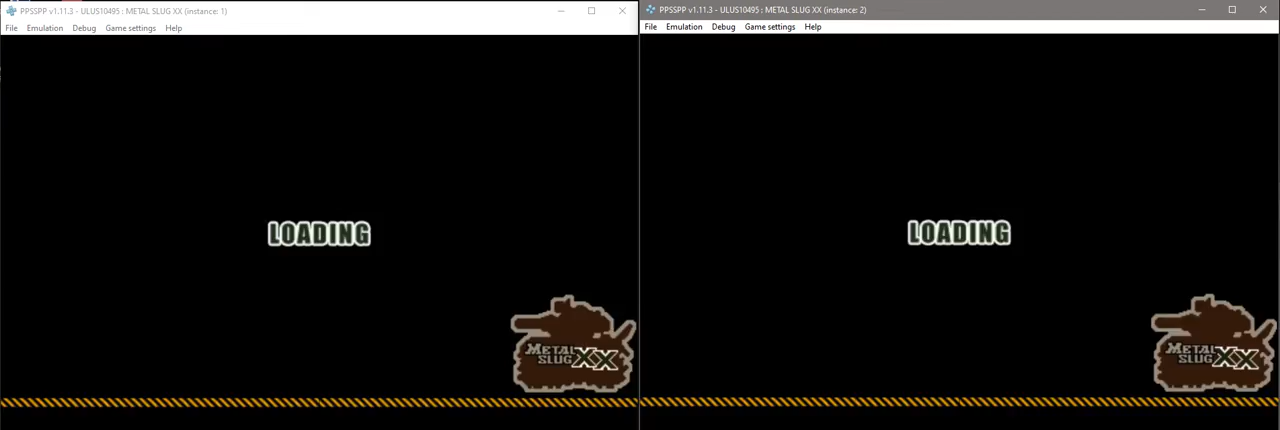 PPSSPP v1.11.3 - ULUS10495 : METAL SLUG XX (instance: 1)
File Emulation Debug Game settings Help
LOADING
METAL
SLUG XX
PPSSPP v1.11.3 - ULUS10495 : METAL SLUG XX (instance: 2)
File Emulation Debug Game settings Help
LOADING
METAL
SLUG XX